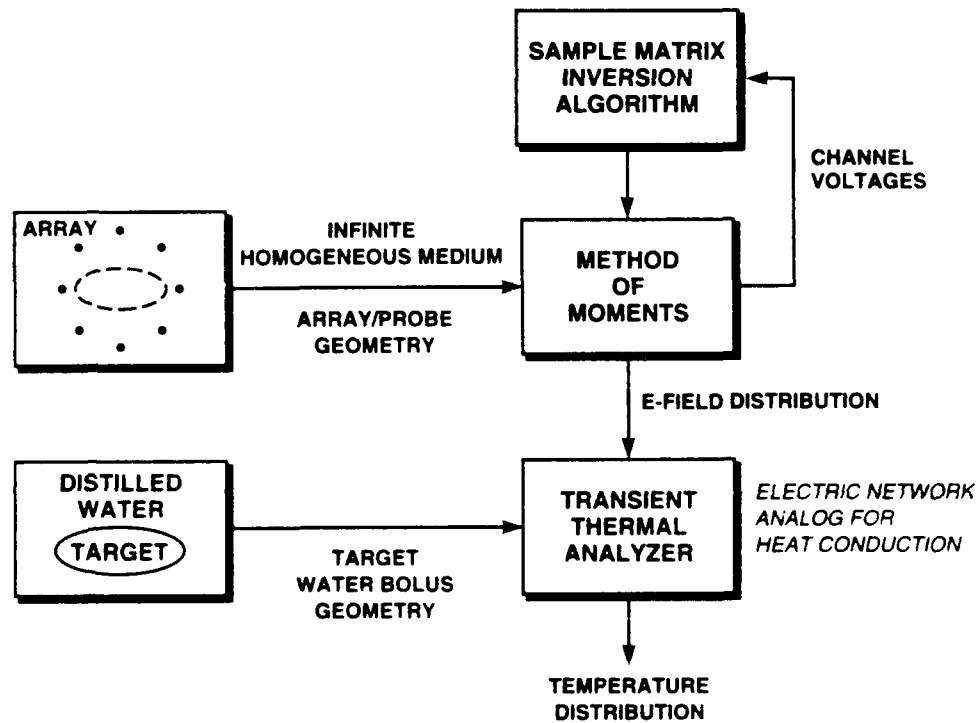 SAMPLE MATRIX
INVERSION
ALGORITHM
CHANNEL
VOLTAGES
ARRAY
INFINITE
HOMOGENEOUS MEDIUM
ARRAY/PROBE
GEOMETRY
METHOD
OF
MOMENTS
E-FIELD DISTRIBUTION
DISTILLED
WATER
TARGET
TARGET
WATER BOLUS
GEOMETRY
TRANSIENT
THERMAL
ANALYZER
ELECTRIC NETWORK
ANALOG FOR
HEAT CONDUCTION
TEMPERATURE
DISTRIBUTION